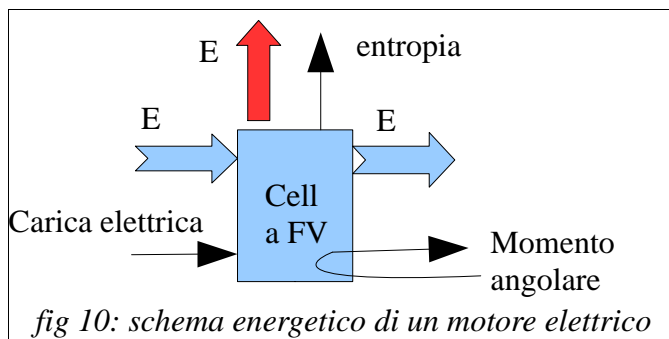 E
entropia
E
E
Cell
a FV
Carica elettrica
Momento
angolare
fig 10: schema energetico di un motore elettrico